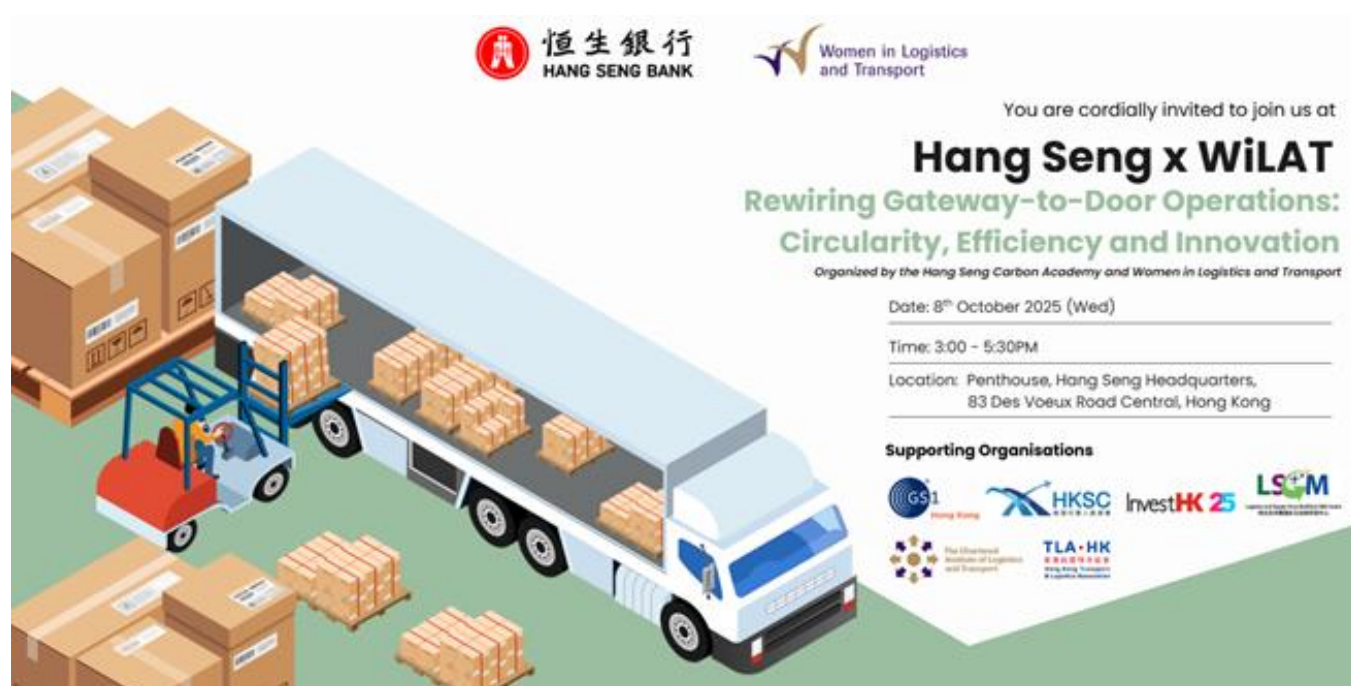 恒生銀行
HANG SENG BANK
Women in Logistics
and Transport
You are cordially invited to join us at
Hang Seng x WiLAT
Rewiring Gateway-to-Door Operations:
Circularity, Efficiency and Innovation
Organized by the Hang Seng Carbon Academy and Women in Logistics and Transport
Date: 8th October 2025 (Wed)
Time: 3:00 - 5:30PM
Location: Penthouse, Hang Seng Headquarters,
83 Des Voeux Road Central, Hong Kong
Supporting Organisations
GS1
Hong Kong
HKSC
InvestHK 25
LSCM
The Chartered
Institute of Logistics
and Transport
TLA·HK
Hong Kong Transport
& Logistics Association